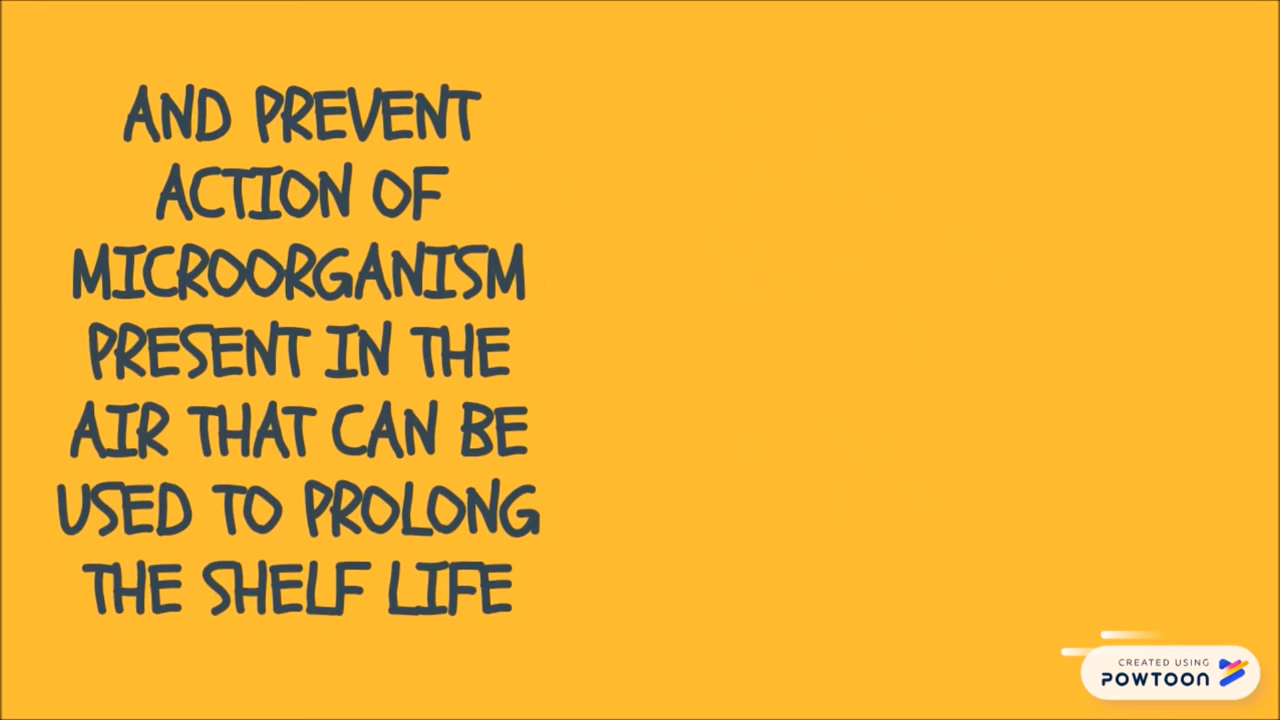 AND PREVENT
ACTION OF
MICROORGANISM
PRESENT IN THE
AIR THAT CAN BE
USED TO PROLONG
THE SHELF LIFE
CREATED USING
POWTOON